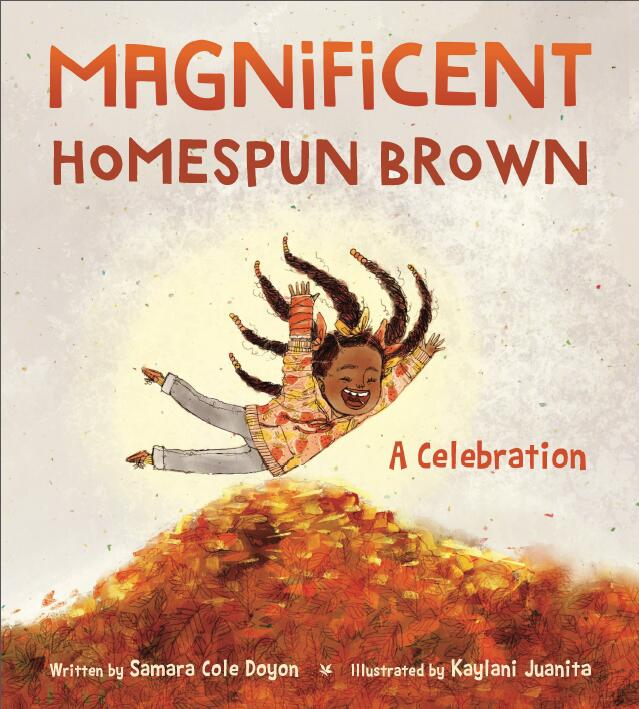 MAGNiFiCENT
HOMESPUN BROWN
A Celebration
Written by Samara Cole Doyon Illustrated by Kaylani Juanita